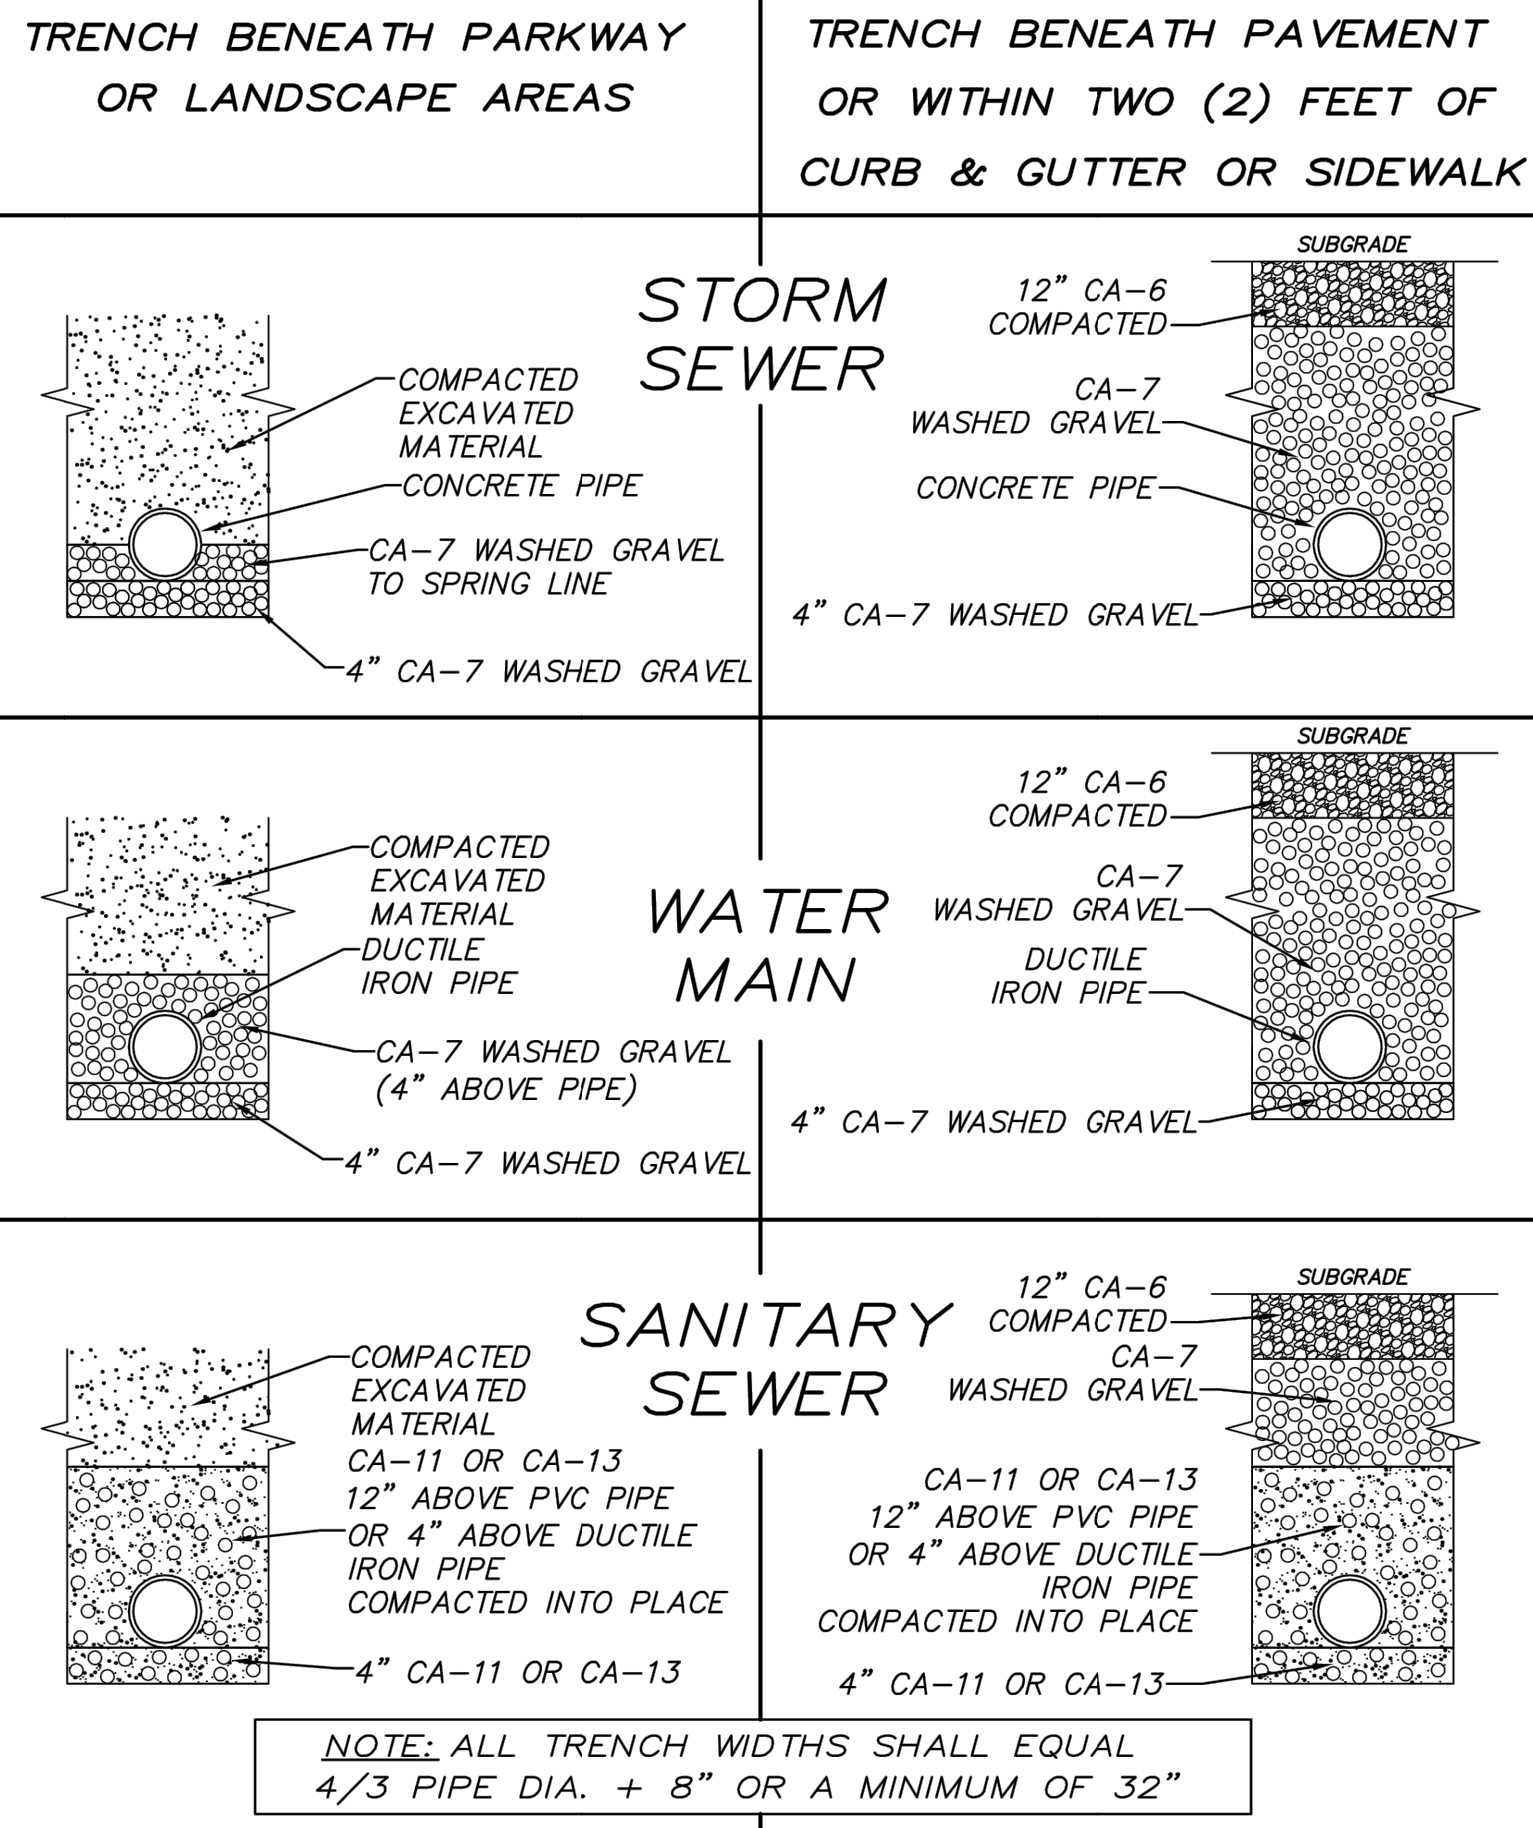 TRENCH BENEATH PARKWAY
OR LANDSCAPE AREAS
TRENCH BENEATH PAVEMENT
OR WITHIN TWO (2) FEET OF
CURB & GUTTER OR SIDEWALK
STORM
SEWER
COMPACTED
EXCAVATED
MATERIAL
CONCRETE PIPE
CA-7 WASHED GRAVEL
TO SPRING LINE
4" CA-7 WASHED GRAVEL
SUBGRADE
12" CA-6
COMPACTED
CA-7
WASHED GRAVEL
CONCRETE PIPE
4" CA-7 WASHED GRAVEL
WATER
MAIN
COMPACTED
EXCAVATED
MATERIAL
DUCTILE
IRON PIPE
CA-7 WASHED GRAVEL
(4" ABOVE PIPE)
4" CA-7 WASHED GRAVEL
SUBGRADE
12" CA-6
COMPACTED
CA-7
WASHED GRAVEL
DUCTILE
IRON PIPE
4" CA-7 WASHED GRAVEL
SANITARY
SEWER
COMPACTED
EXCAVATED
MATERIAL
CA-11 OR CA-13
12" ABOVE PVC PIPE
OR 4" ABOVE DUCTILE
IRON PIPE
COMPACTED INTO PLACE
4" CA-11 OR CA-13
SUBGRADE
12" CA-6
COMPACTED
CA-7
WASHED GRAVEL
CA-11 OR CA-13
12" ABOVE PVC PIPE
OR 4" ABOVE DUCTILE
IRON PIPE
COMPACTED INTO PLACE
4" CA-11 OR CA-13
NOTE: ALL TRENCH WIDTHS SHALL EQUAL
4/3 PIPE DIA. + 8" OR A MINIMUM OF 32"